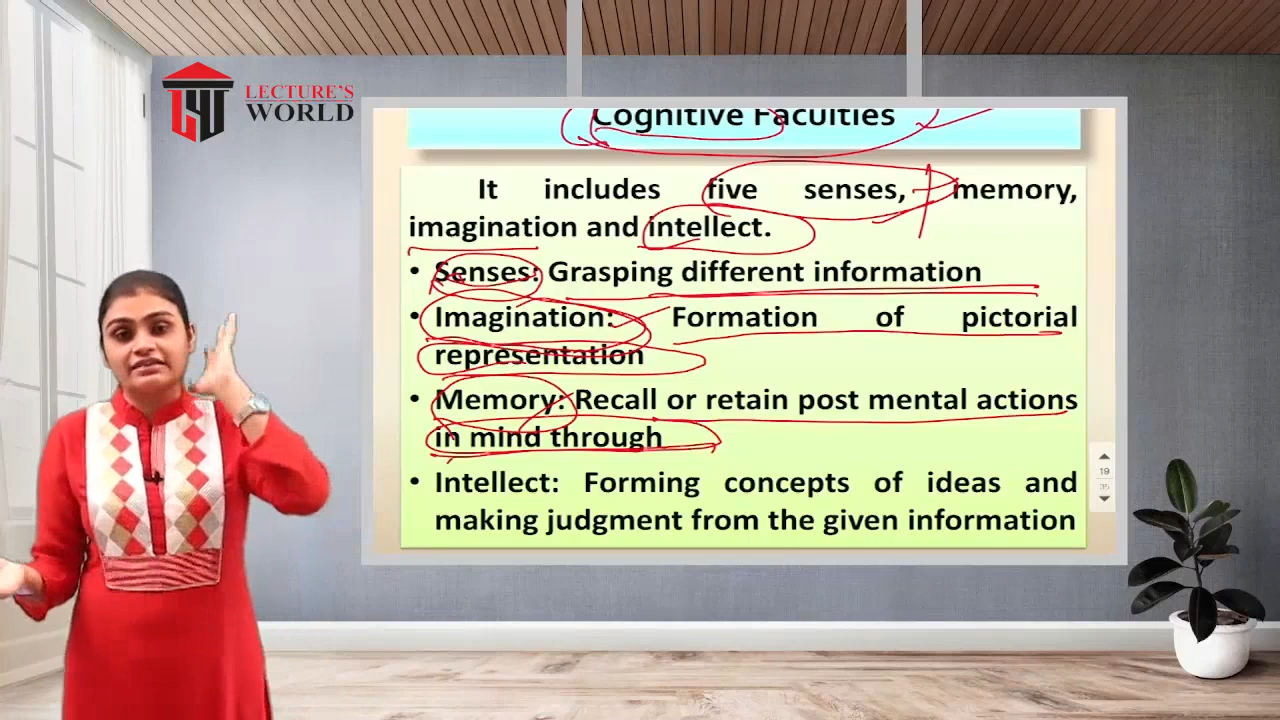 LECTURE'S
WORLD
Cognitive Faculties
It includes five senses, memory,
imagination and intellect.
• Senses: Grasping different information
• Imagination: Formation of pictorial
representation
• Memory: Recall or retain post mental actions
in mind through
• Intellect: Forming concepts of ideas and
making judgment from the given information
19
35